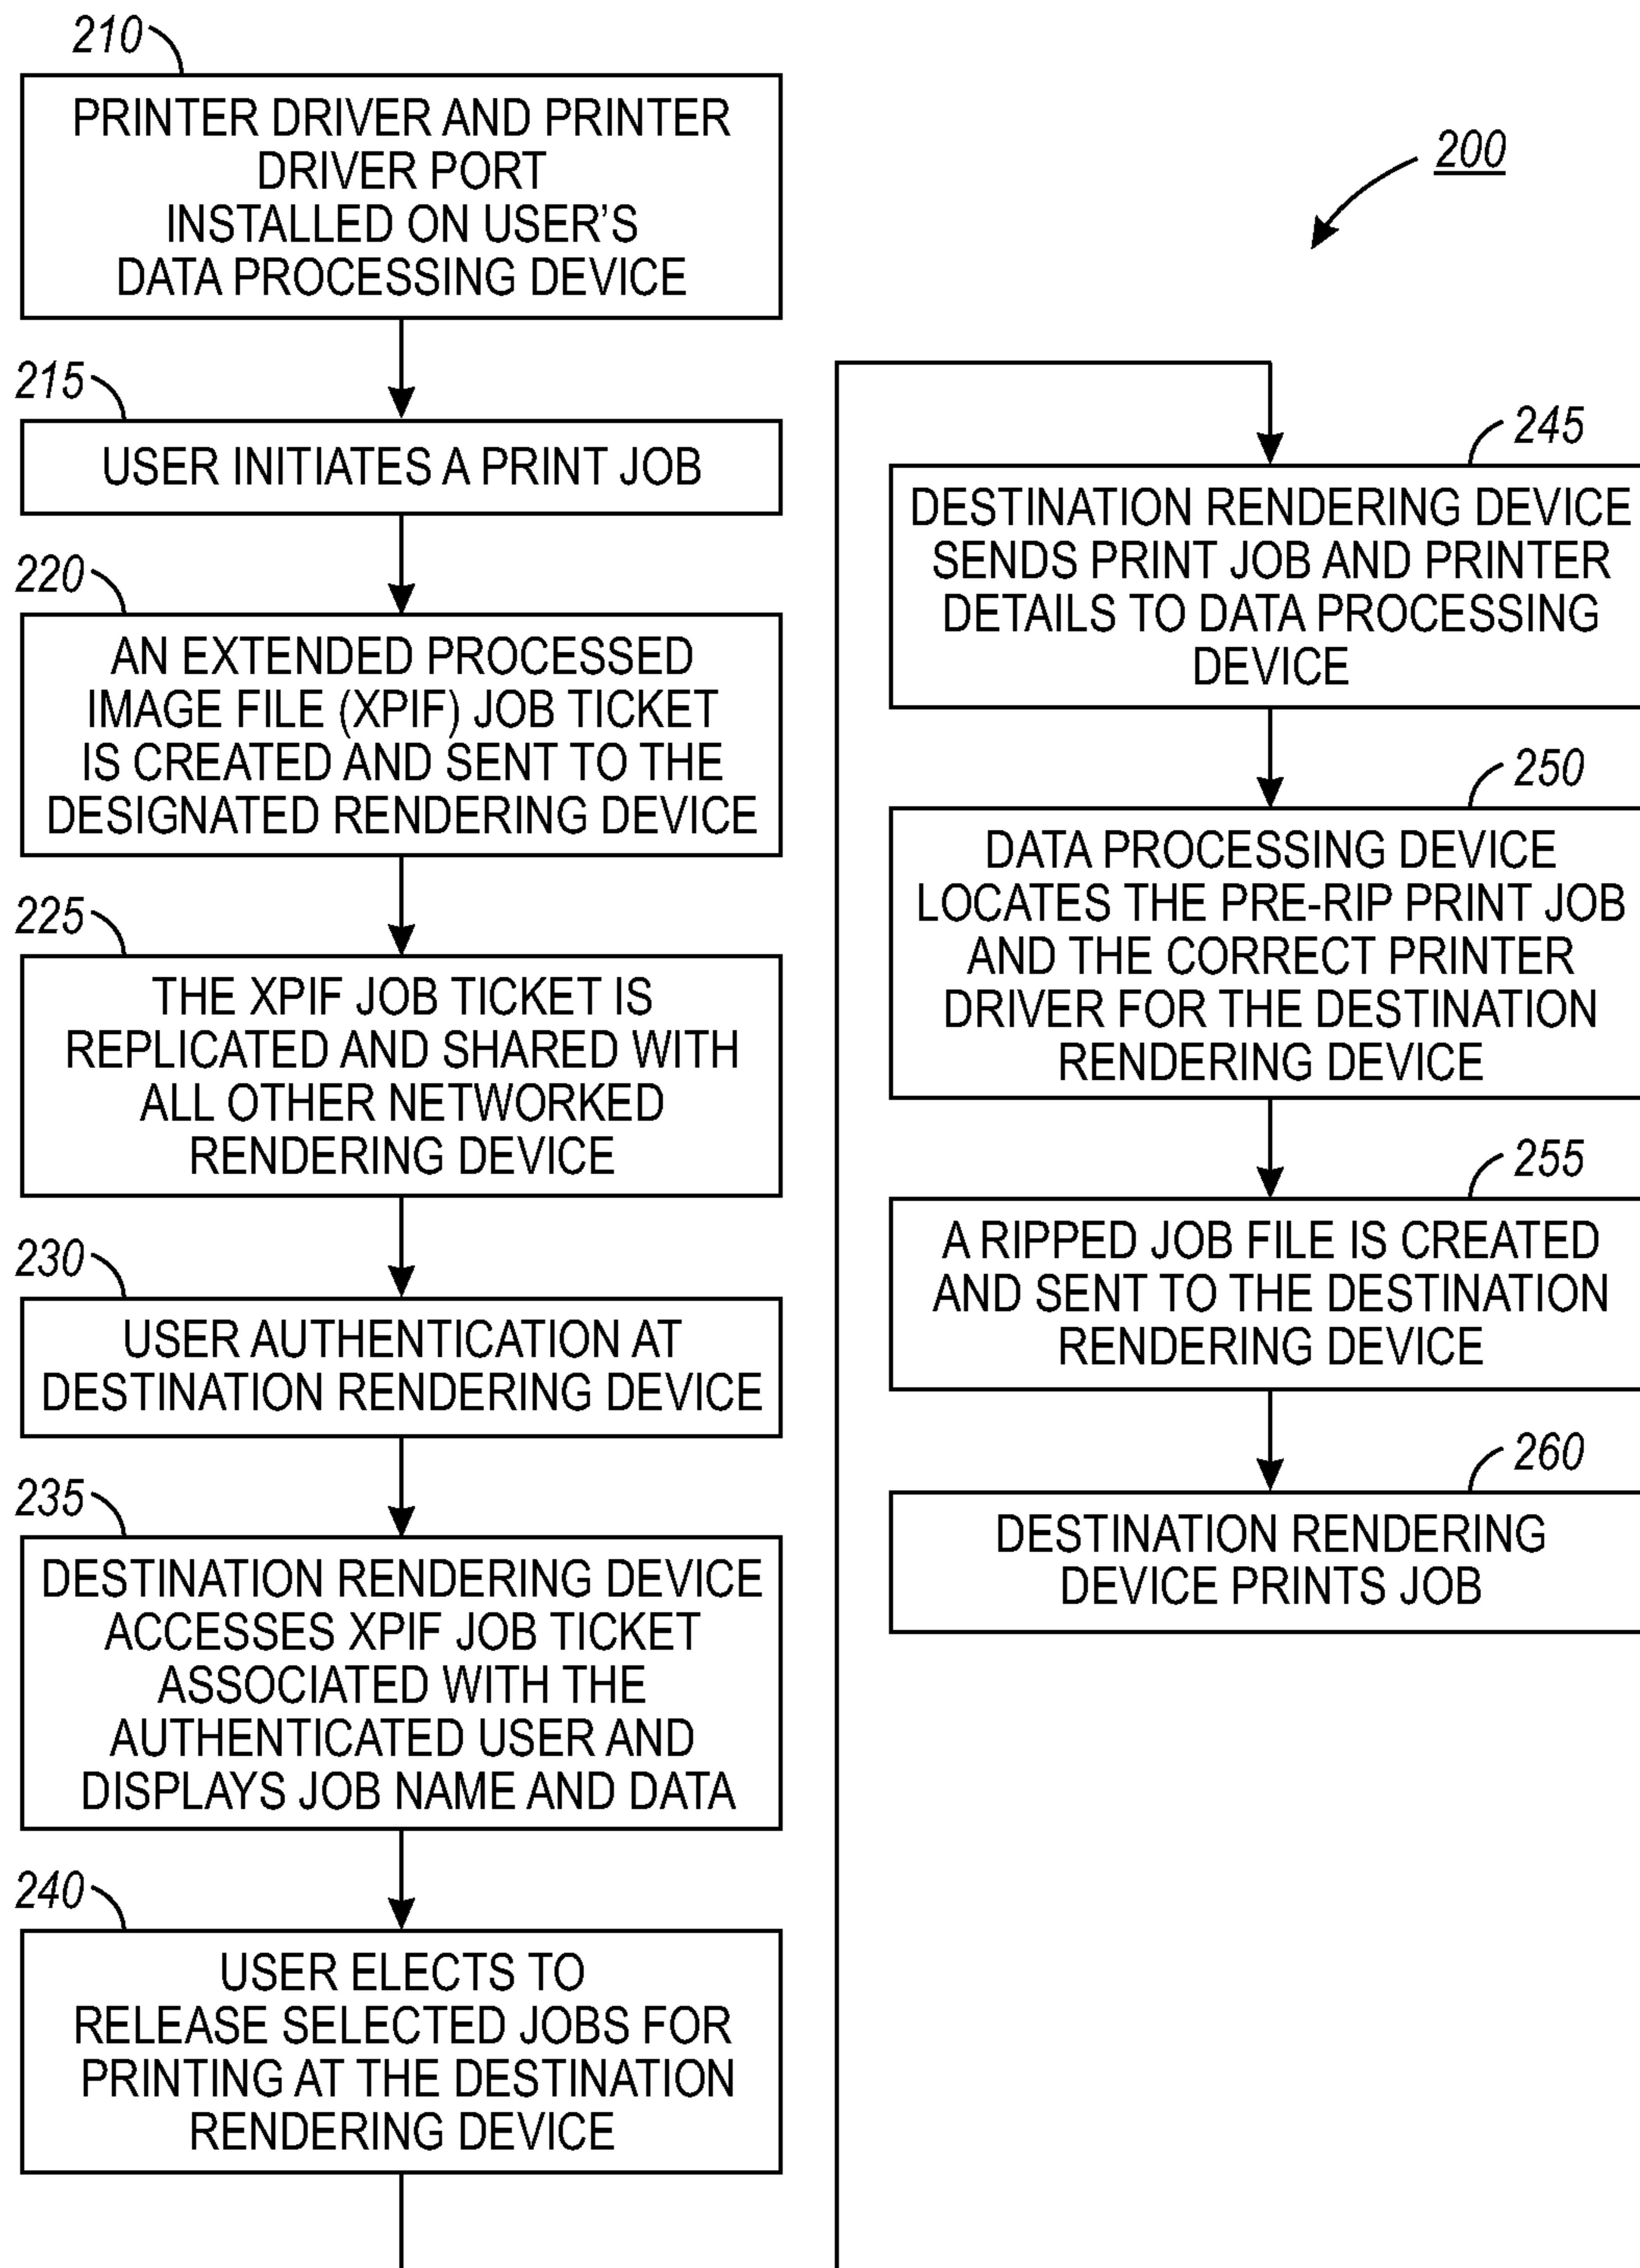 210
PRINTER DRIVER AND PRINTER
DRIVER PORT
INSTALLED ON USER'S
DATA PROCESSING DEVICE
215
USER INITIATES A PRINT JOB
220
AN EXTENDED PROCESSED
IMAGE FILE (XPIF) JOB TICKET
IS CREATED AND SENT TO THE
DESIGNATED RENDERING DEVICE
225
THE XPIF JOB TICKET IS
REPLICATED AND SHARED WITH
ALL OTHER NETWORKED
RENDERING DEVICE
230
USER AUTHENTICATION AT
DESTINATION RENDERING DEVICE
235
DESTINATION RENDERING DEVICE
ACCESSES XPIF JOB TICKET
ASSOCIATED WITH THE
AUTHENTICATED USER AND
DISPLAYS JOB NAME AND DATA
240
USER ELECTS TO
RELEASE SELECTED JOBS FOR
PRINTING AT THE DESTINATION
RENDERING DEVICE
200
245
DESTINATION RENDERING DEVICE
SENDS PRINT JOB AND PRINTER
DETAILS TO DATA PROCESSING
DEVICE
250
DATA PROCESSING DEVICE
LOCATES THE PRE-RIP PRINT JOB
AND THE CORRECT PRINTER
DRIVER FOR THE DESTINATION
RENDERING DEVICE
255
A RIPPED JOB FILE IS CREATED
AND SENT TO THE DESTINATION
RENDERING DEVICE
260
DESTINATION RENDERING
DEVICE PRINTS JOB